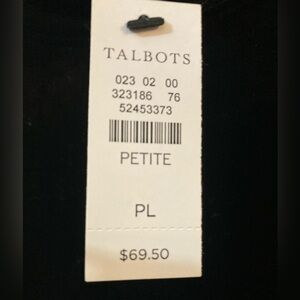 TALBOTS
023 02 00
323186 76
52453373
PETITE
PL
$69.50